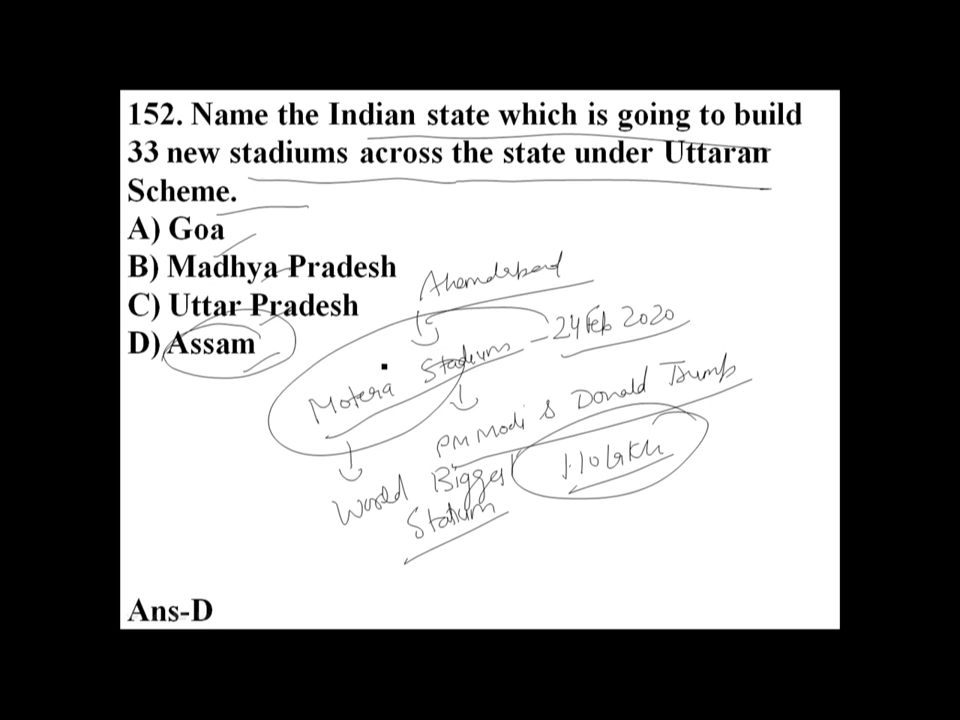 152. Name the Indian state which is going to build
33 new stadiums across the state under Uttaran
Scheme.
A) Goa
B) Madhya Pradesh
C) Uttar Pradesh
D) Assam
Ahemdabad
Motera Stadium - 24 Feb 2020
PM Modi & Donald Trump
World Bigges
Stadium
1.10 Lakh
Ans-D